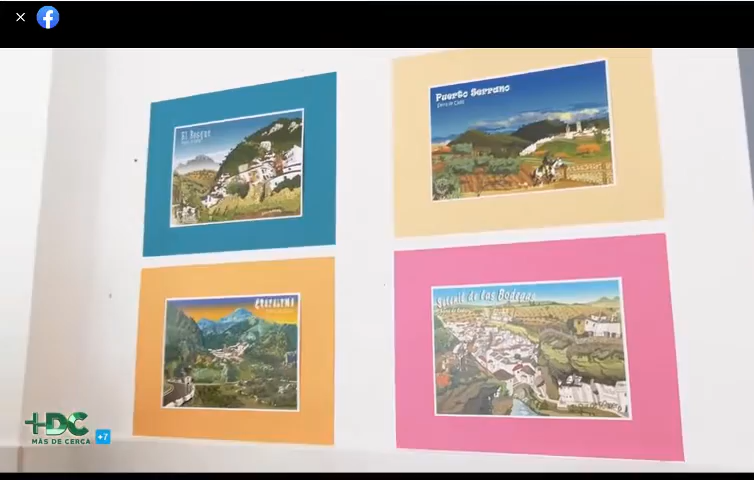 El Bosque
Puerto Serrano
Sierra de Cádiz
GRAZALEMA
Setenil de las Bodegas
+DC
MÁS DE CERCA
+7